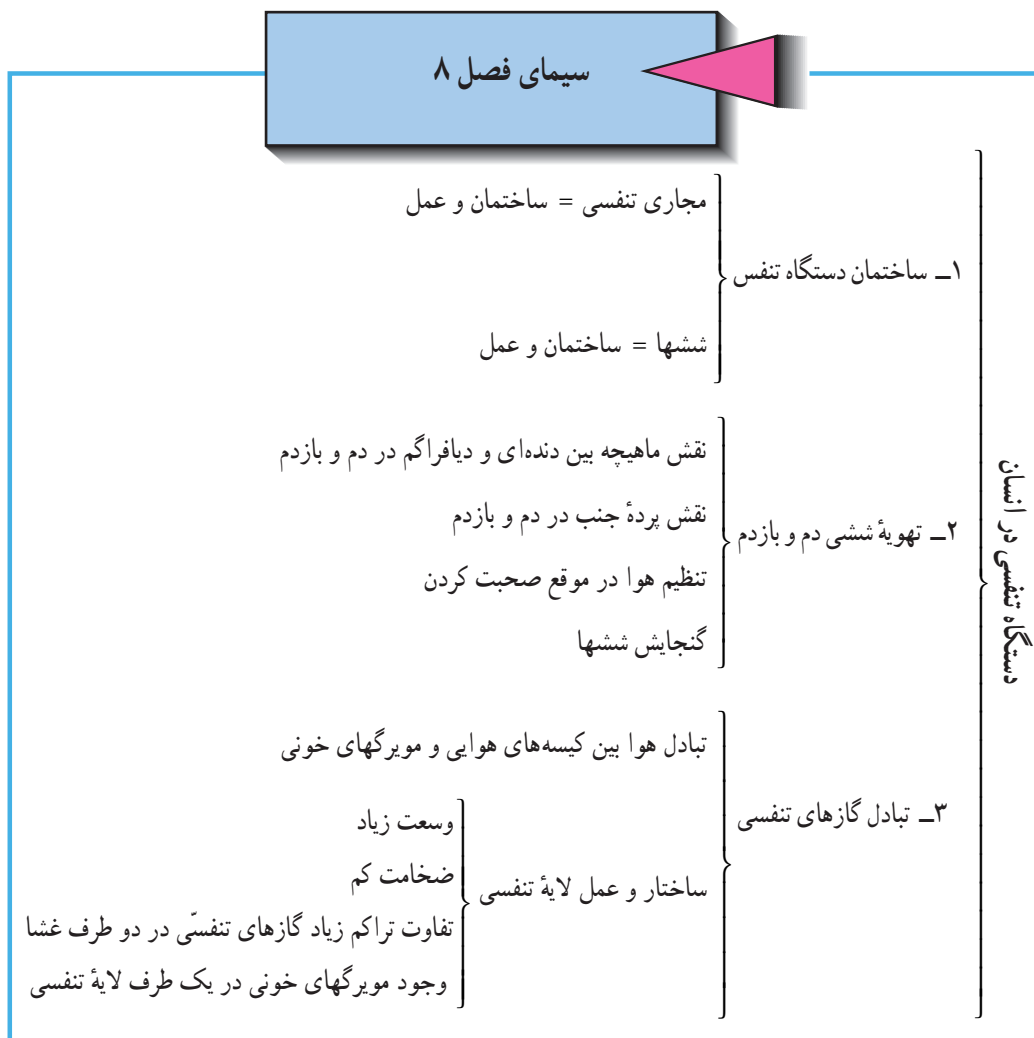 سیمای فصل ۸
دستگاه تنفسی در انسان
۱ــ ساختمان دستگاه تنفس
مجاری تنفسی = ساختمان و عمل
ششها = ساختمان و عمل
۲ــ تهویهٔ ششی دم و بازدم
نقش ماهیچه بین دنده‌ای و دیافراگم در دم و بازدم
نقش پردهٔ جنب در دم و بازدم
تنظیم هوا در موقع صحبت کردن
گنجایش ششها
۳ــ تبادل گازهای تنفسی
تبادل هوا بین کیسه‌های هوایی و مویرگهای خونی
ساختار و عمل لایهٔ تنفسی
وسعت زیاد
ضخامت کم
تفاوت تراکم زیاد گازهای تنفسّی در دو طرف غشا
وجود مویرگهای خونی در یک طرف لایهٔ تنفسی